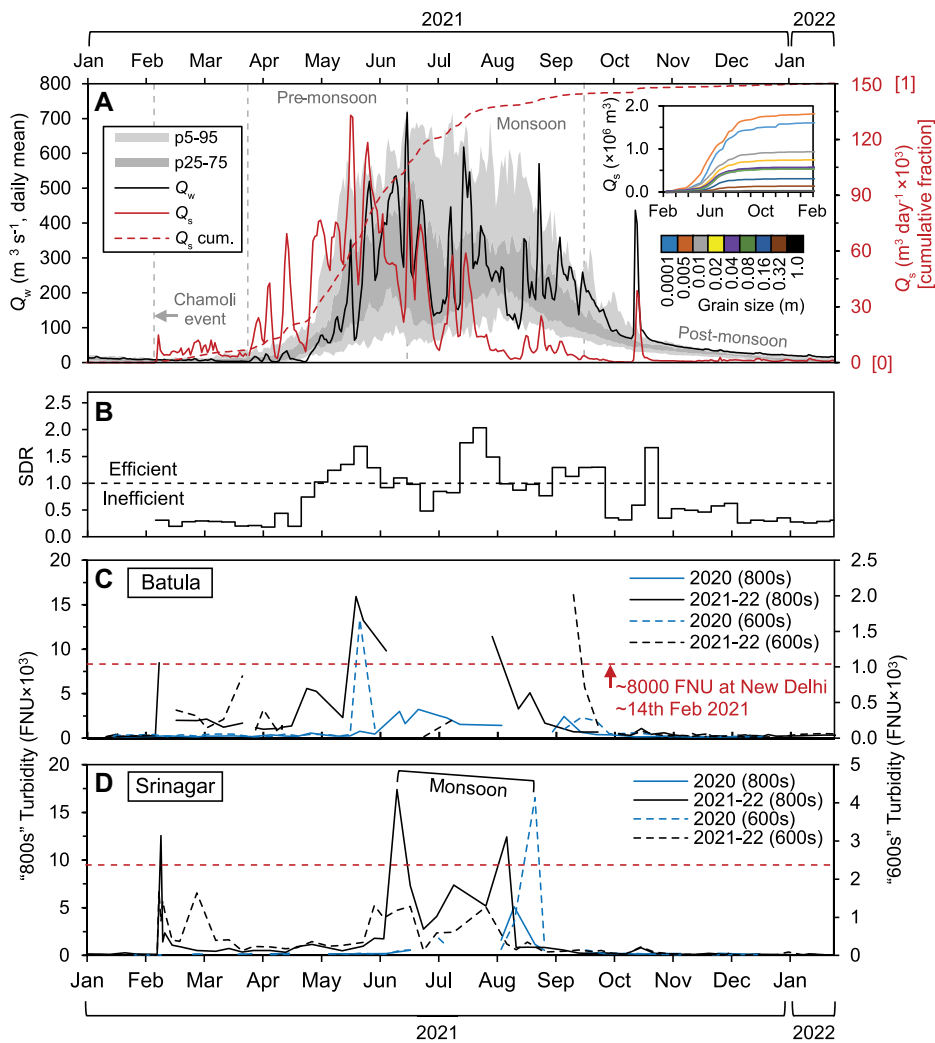 2021
2022
Jan Feb Mar Apr May Jun Jul Aug Sep Oct Nov Dec Jan
A
Pre-monsoon
Monsoon
Post-monsoon
Chamoli
event
p5-95
p25-75
Qw
Qs
Qs cum.
800
700
600
500
400
300
200
100
0
Qw (m³ s⁻¹, daily mean)
150 [1]
120
90
60
30
0 [0]
Qs (m³ day⁻¹ ×10³)
[cumulative fraction]
2.0
1.0
0.0
Qs (×10⁶ m³)
Feb Jun Oct Feb
0.0001
0.005
0.01
0.02
0.04
0.08
0.16
0.32
1.0
Grain size (m)
B
2.5
2.0
1.5
1.0
0.5
0.0
SDR
Efficient
Inefficient
C Batula
20
15
10
5
0
2.5
2.0
1.5
1.0
0.5
0.0
2020 (800s)
2021-22 (800s)
2020 (600s)
2021-22 (600s)
~8000 FNU at New Delhi
~14th Feb 2021
"800s" Turbidity (FNU×10³)
"600s" Turbidity (FNU×10³)
D Srinagar
Monsoon
20
15
10
5
0
5
4
3
2
1
0
2020 (800s)
2021-22 (800s)
2020 (600s)
2021-22 (600s)
Jan Feb Mar Apr May Jun Jul Aug Sep Oct Nov Dec Jan
2021
2022